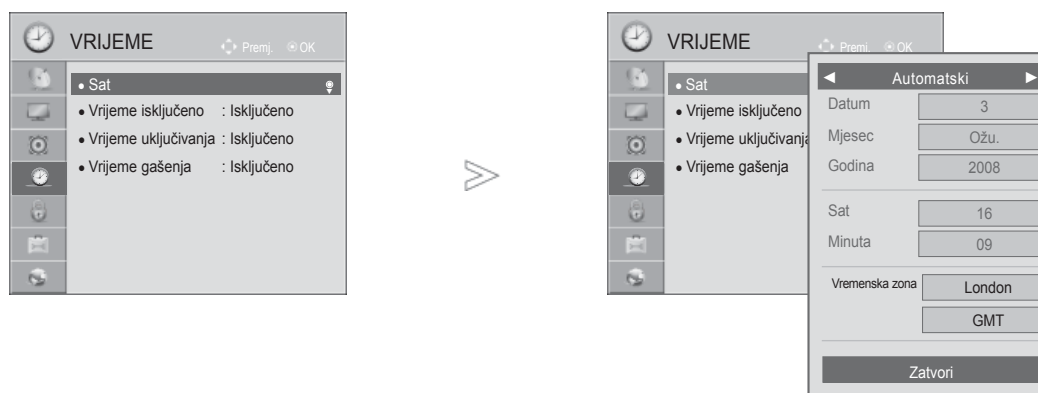 VRIJEME
Premj. OK
• Sat
• Vrijeme isključeno : Isključeno
• Vrijeme uključivanja : Isključeno
• Vrijeme gašenja : Isključeno
VRIJEME
Premj. OK
• Sat
• Vrijeme isključeno
• Vrijeme uključivanja
• Vrijeme gašenja
◄ Automatski ►
Datum 3
Mjesec Ožu.
Godina 2008
Sat 16
Minuta 09
Vremenska zona London
GMT
Zatvori